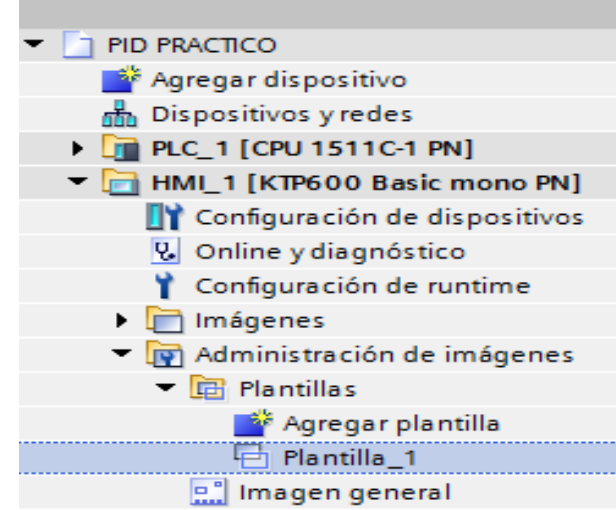 PID PRACTICO
Agregar dispositivo
Dispositivos y redes
PLC_1 [CPU 1511C-1 PN]
HMI_1 [KTP600 Basic mono PN]
Configuración de dispositivos
Online y diagnóstico
Configuración de runtime
Imágenes
Administración de imágenes
Plantillas
Agregar plantilla
Plantilla_1
Imagen general